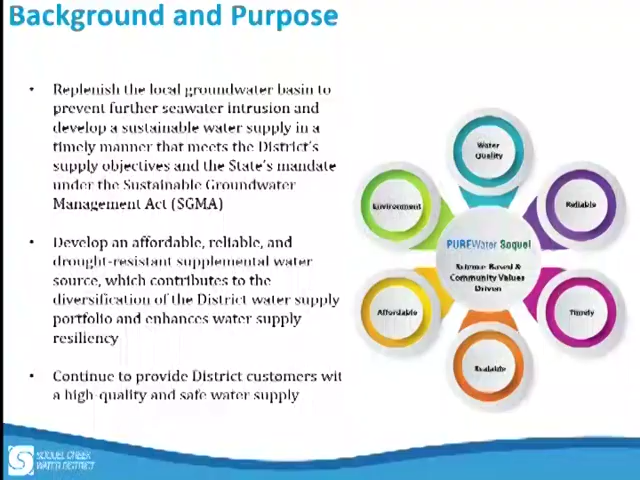 Background and Purpose
• Replenish the local groundwater basin to
prevent further seawater intrusion and
develop a sustainable water supply in a
timely manner that meets the District's
supply objectives and the State's mandate
under the Sustainable Groundwater
Management Act (SGMA)
• Develop an affordable, reliable, and
drought-resistant supplemental water
source, which contributes to the
diversification of the District water supply
portfolio and enhances water supply
resiliency
• Continue to provide District customers wit
a high-quality and safe water supply
Water
Quality
Environment
Reliable
PUREWater Soquel
Science-Based &
Community Values
Driven
Affordable
Timely
Scalable
SOQUEL CREEK
WATER DISTRICT